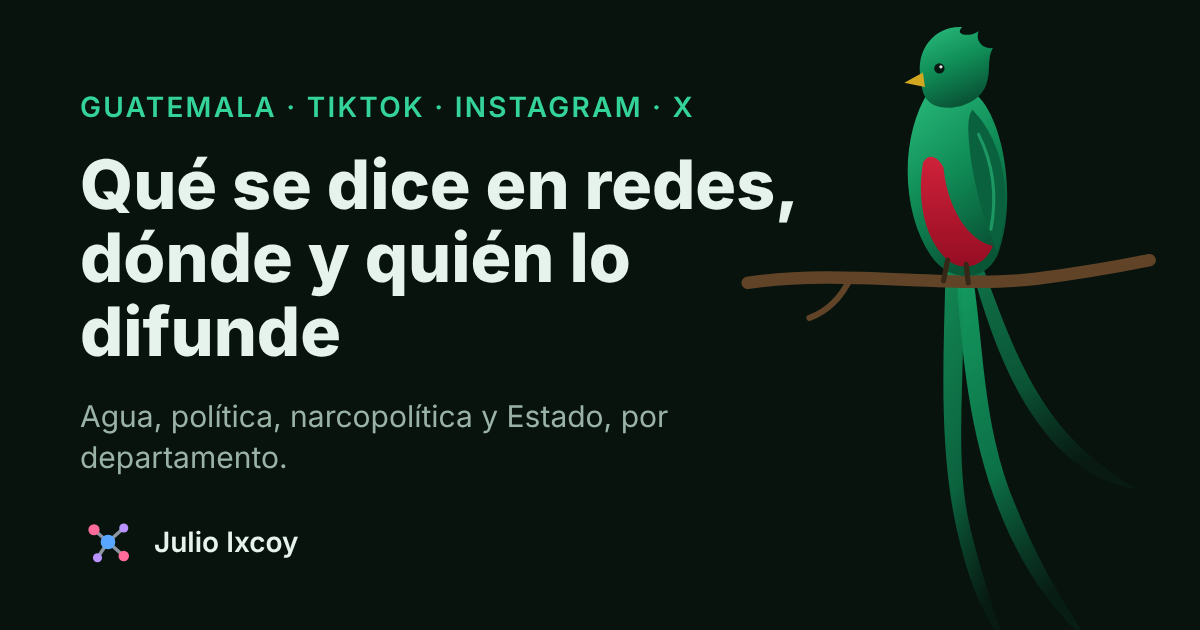 GUATEMALA · TIKTOK · INSTAGRAM · X
Qué se dice en redes,
dónde y quién lo
difunde
Agua, política, narcopolítica y Estado, por
departamento.
Julio Ixcoy